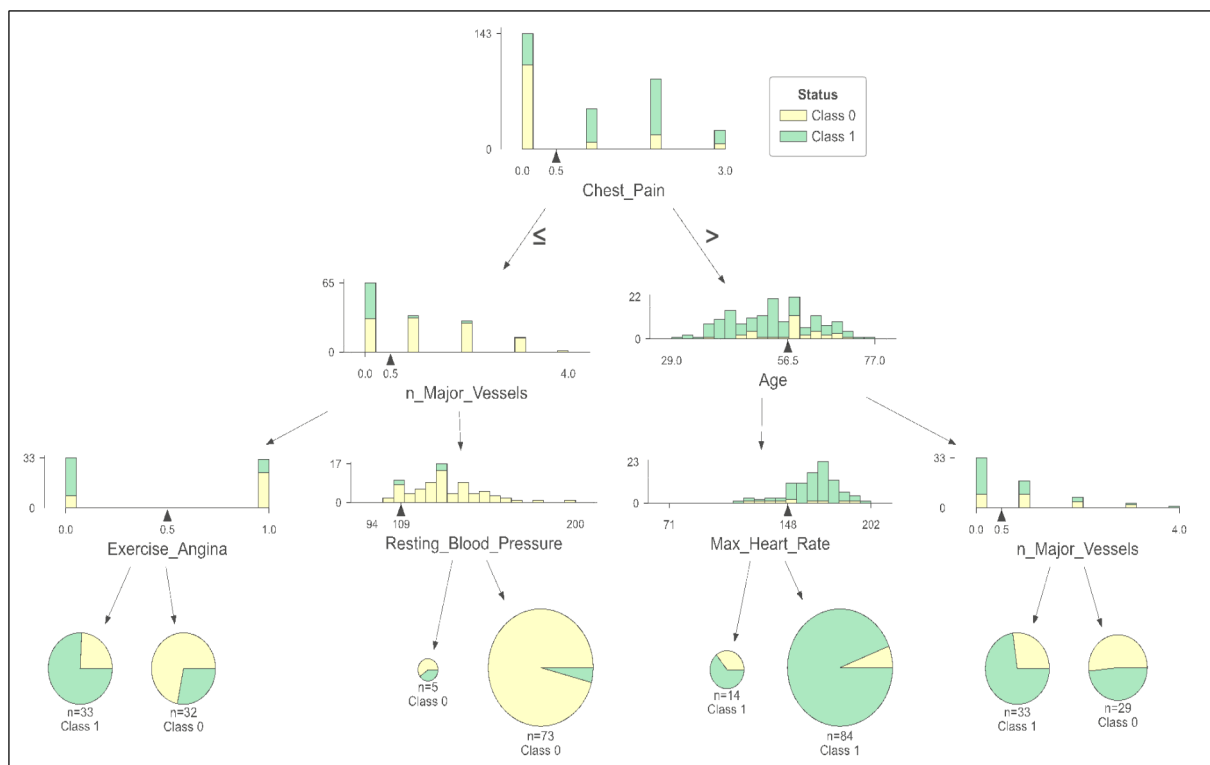 143
0
0.0 0.5 3.0
Chest_Pain
Status
Class 0
Class 1
≤ >
65
0
0.0 0.5 4.0
n_Major_Vessels
22
0
29.0 56.5 77.0
Age
33
0
0.0 0.5 1.0
Exercise_Angina
17
0
94 109 200
Resting_Blood_Pressure
23
0
71 148 202
Max_Heart_Rate
33
0
0.0 0.5 4.0
n_Major_Vessels
n=33
Class 1
n=32
Class 0
n=5
Class 0
n=73
Class 0
n=14
Class 1
n=84
Class 1
n=33
Class 1
n=29
Class 0